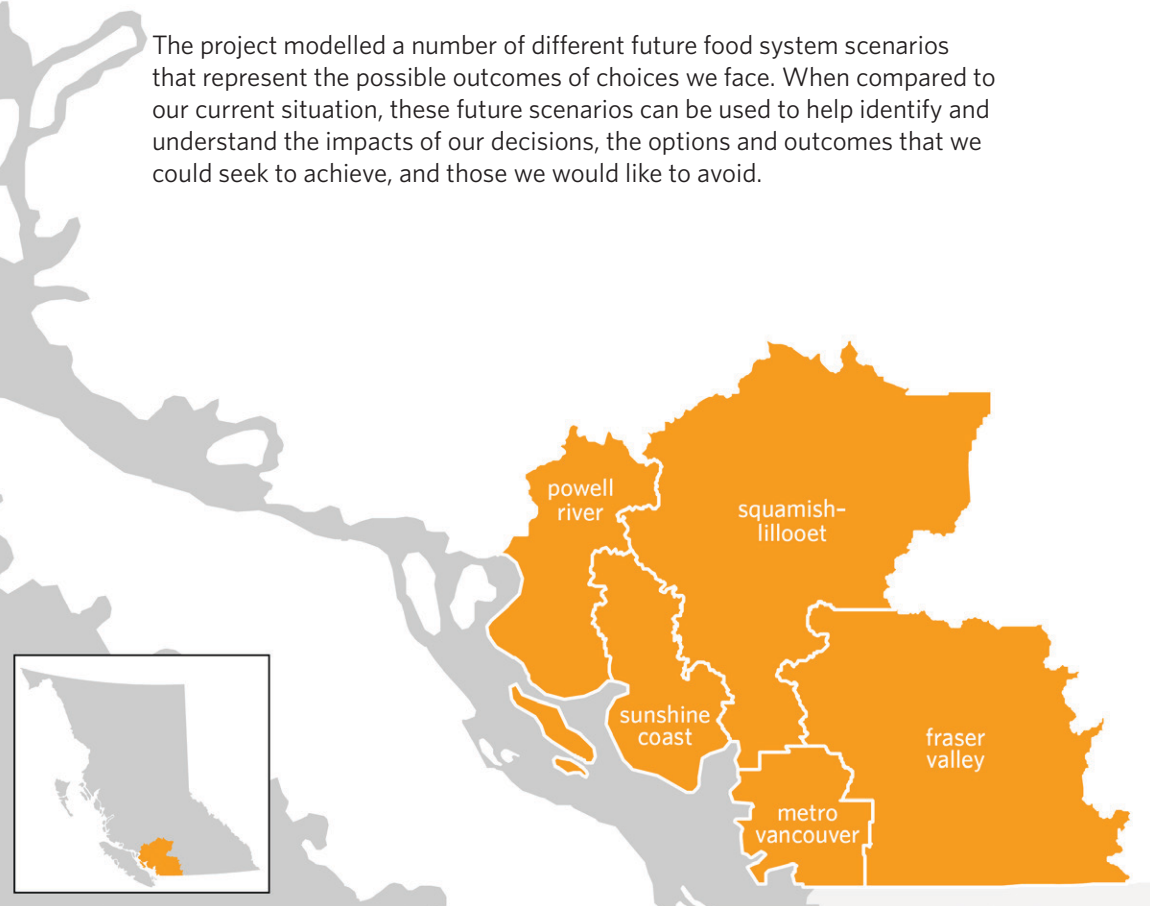 The project modelled a number of different future food system scenarios
that represent the possible outcomes of choices we face. When compared to
our current situation, these future scenarios can be used to help identify and
understand the impacts of our decisions, the options and outcomes that we
could seek to achieve, and those we would like to avoid.
powell
river
squamish–
lillooet
sunshine
coast
fraser
valley
metro
vancouver